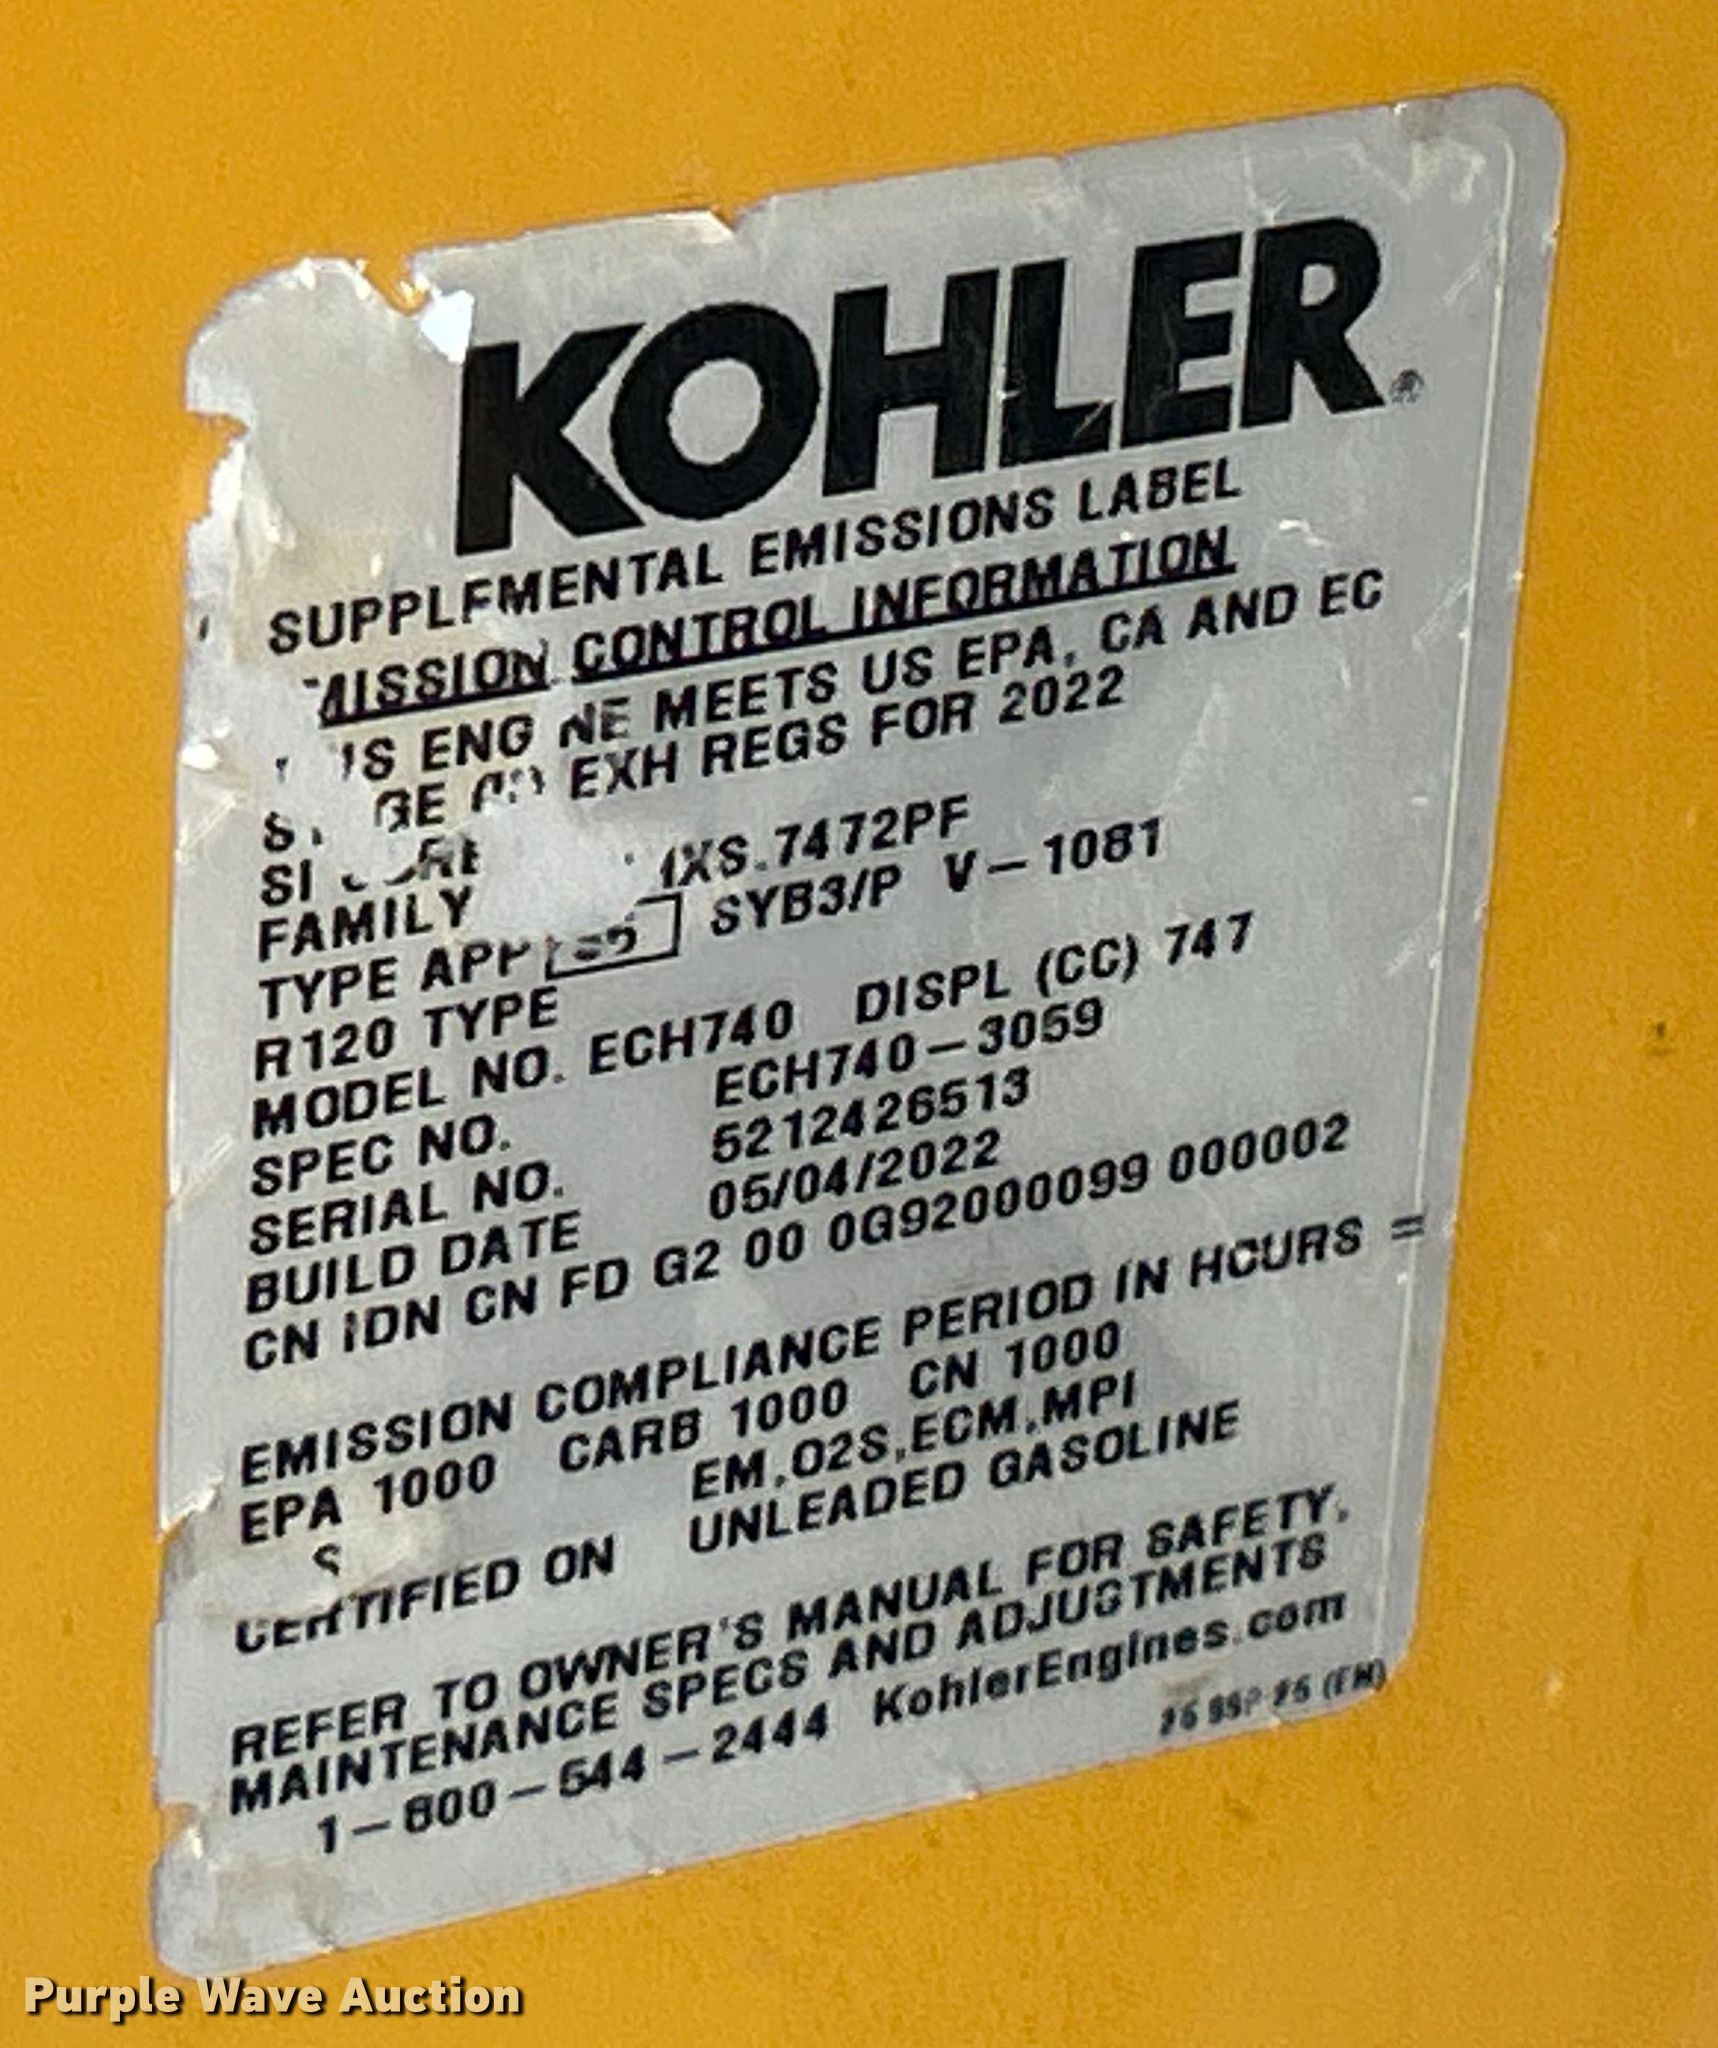 KOHLER
SUPPLEMENTAL EMISSIONS LABEL
CONTROL INFORMATION
MEETS US EPA, CA AND EC
EXH REGS FOR 2022
FAMILY
TYPE SYB3/P V-1081
R120 TYPE
MODEL NO. ECH740 DISPL (CC) 747
SPEC NO. ECH740-3059
SERIAL NO. 5212426513
BUILD DATE 05/04/2022
CN IDN CN FD G2 00 0G92000099 000002
EMISSION COMPLIANCE PERIOD IN HOURS =
EPA 1000 CARB 1000 CN 1000
EM,O2S,ECM,MPI
CERTIFIED ON UNLEADED GASOLINE
REFER TO OWNER'S MANUAL FOR SAFETY,
MAINTENANCE SPECS AND ADJUSTMENTS
1-800-544-2444 KohlerEngines.com
Purple Wave Auction